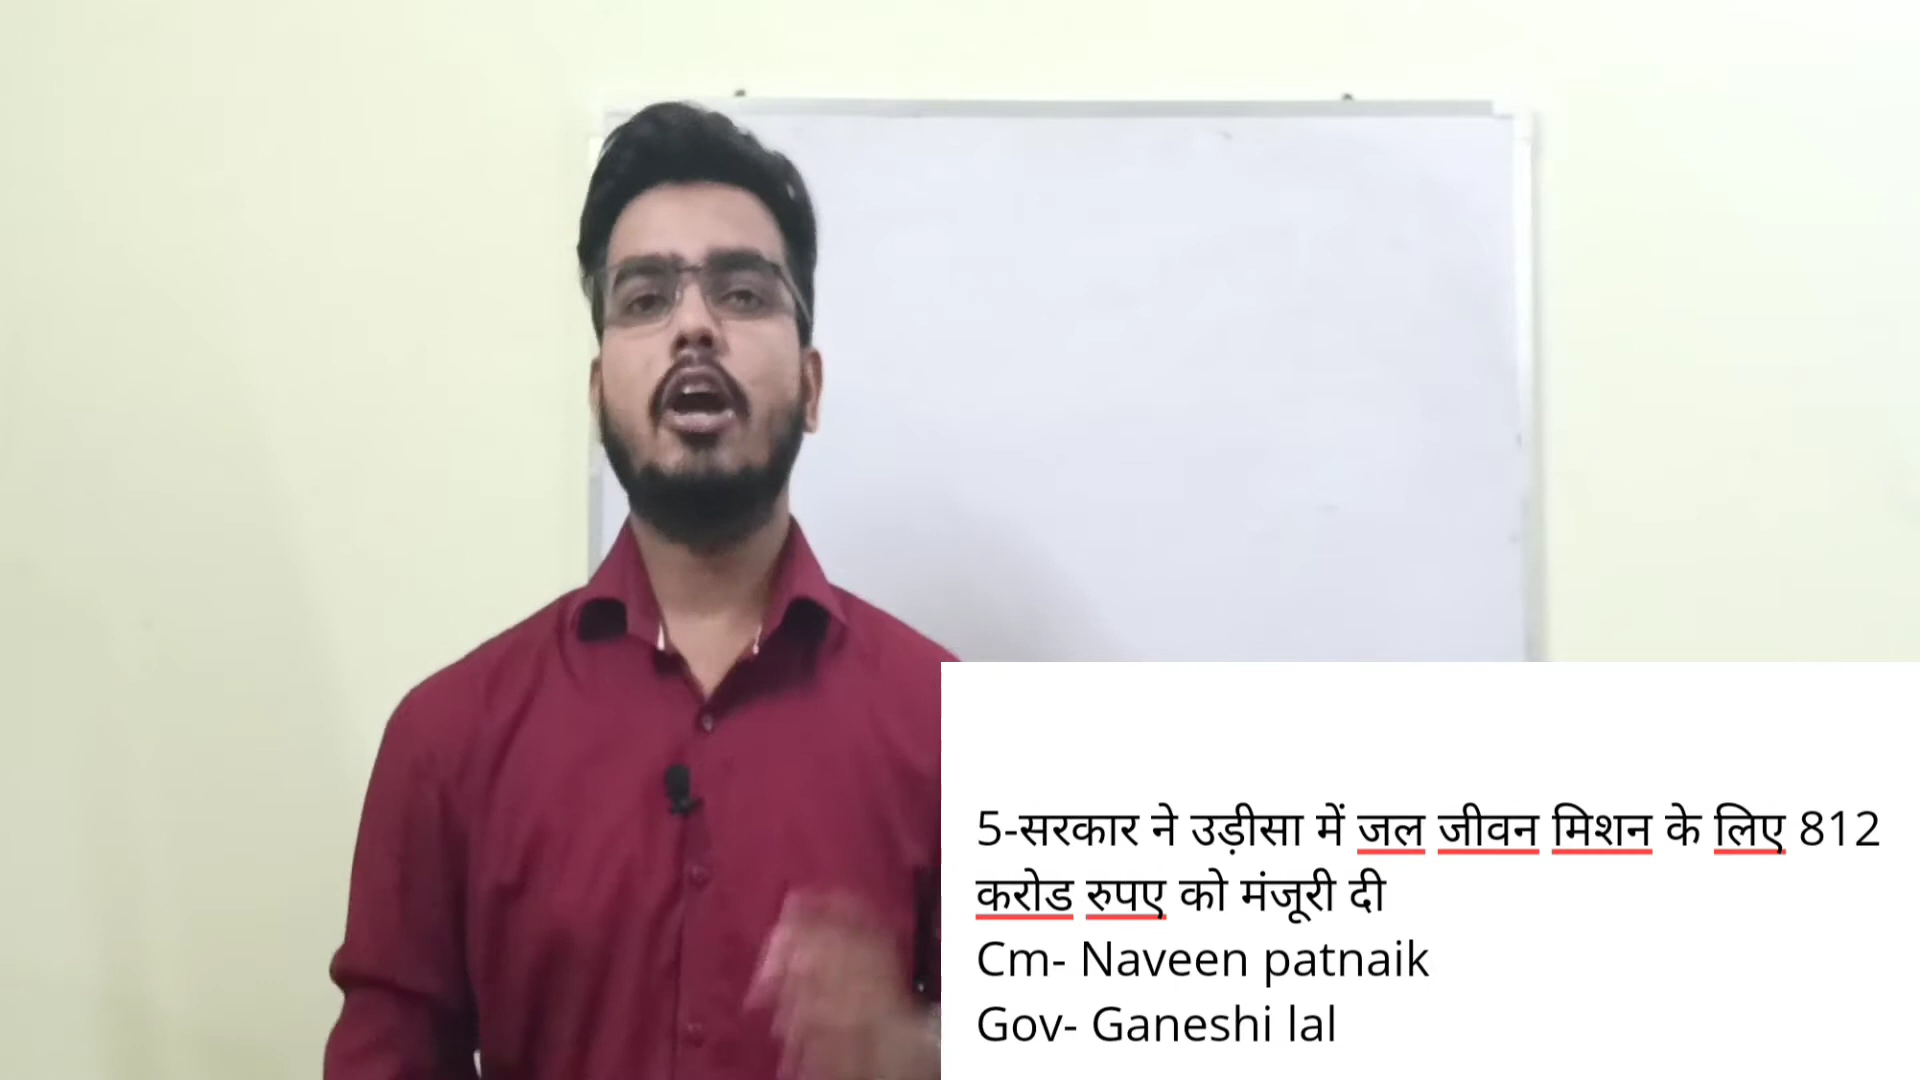 5-सरकार ने उड़ीसा में जल जीवन मिशन के लिए 812
करोड रुपए को मंजूरी दी
Cm- Naveen patnaik
Gov- Ganeshi lal